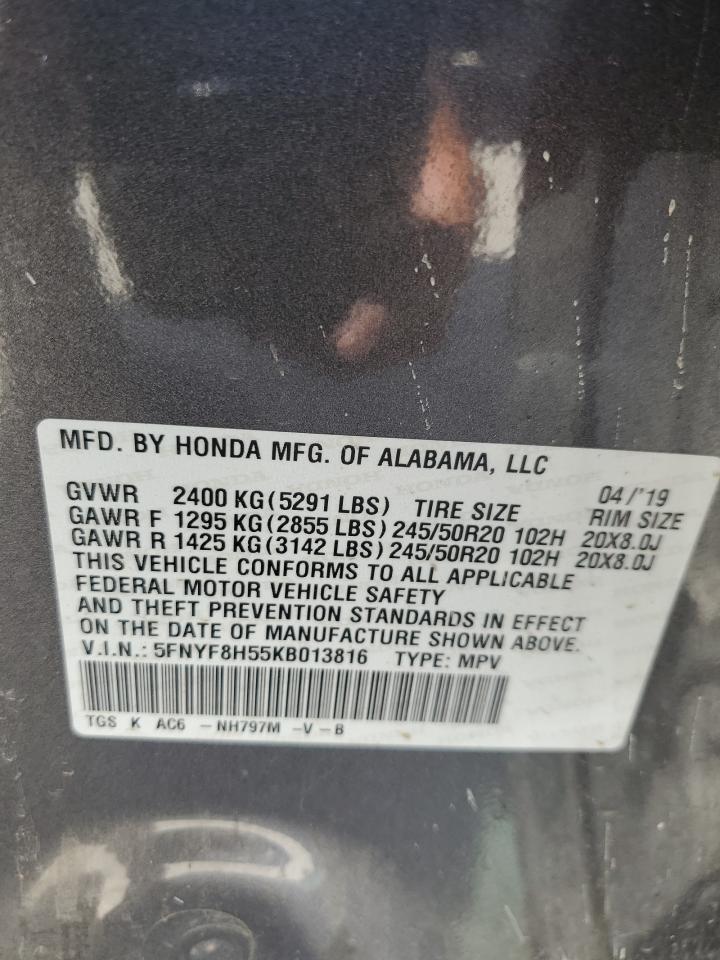 MFD. BY HONDA MFG. OF ALABAMA, LLC
04/'19
GVWR 2400 KG (5291 LBS) TIRE SIZE RIM SIZE
GAWR F 1295 KG (2855 LBS) 245/50R20 102H 20X8.0J
GAWR R 1425 KG (3142 LBS) 245/50R20 102H 20X8.0J
THIS VEHICLE CONFORMS TO ALL APPLICABLE
FEDERAL MOTOR VEHICLE SAFETY
AND THEFT PREVENTION STANDARDS IN EFFECT
ON THE DATE OF MANUFACTURE SHOWN ABOVE.
V.I.N.: 5FNYF8H55KB013816 TYPE: MPV
TGS K AC6 – NH797M –V – B